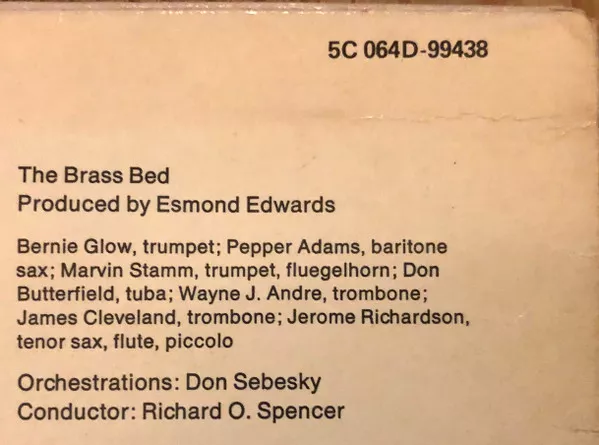 5C 064D-99438
The Brass Bed
Produced by Esmond Edwards
Bernie Glow, trumpet; Pepper Adams, baritone
sax; Marvin Stamm, trumpet, fluegelhorn; Don
Butterfield, tuba; Wayne J. Andre, trombone;
James Cleveland, trombone; Jerome Richardson,
tenor sax, flute, piccolo
Orchestrations: Don Sebesky
Conductor: Richard O. Spencer